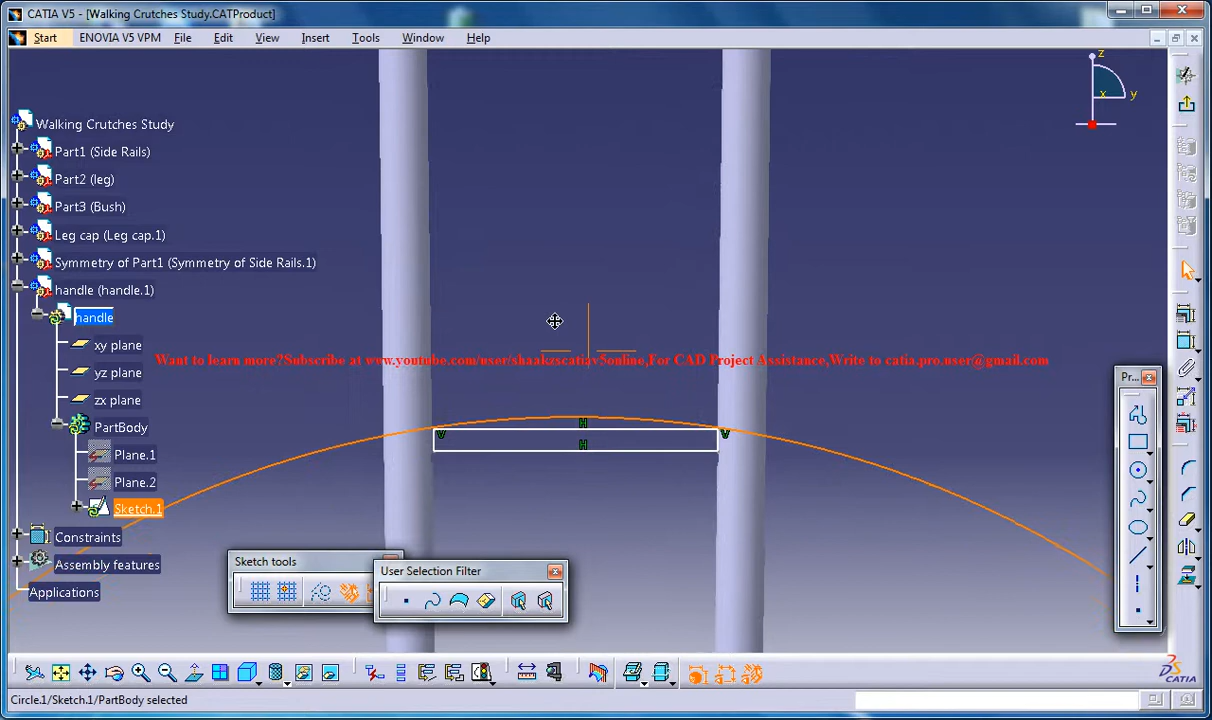 CATIA V5 - [Walking Crutches Study.CATProduct]
Start ENOVIA V5 VPM File Edit View Insert Tools Window Help
z
x y
Walking Crutches Study
Part1 (Side Rails)
Part2 (leg)
Part3 (Bush)
Leg cap (Leg cap.1)
Symmetry of Part1 (Symmetry of Side Rails.1)
handle (handle.1)
handle
xy plane
Want to learn more?Subscribe at www.youtube.com/user/shaalizscatiav5online,For CAD Project Assistance,Write to catia.pro.user@gmail.com
yz plane
Pr...
zx plane
PartBody
H
V V
H
Plane.1
Plane.2
Sketch.1
Constraints
Assembly features
Applications
Sketch tools
User Selection Filter
CATIA
Circle.1/Sketch.1/PartBody selected